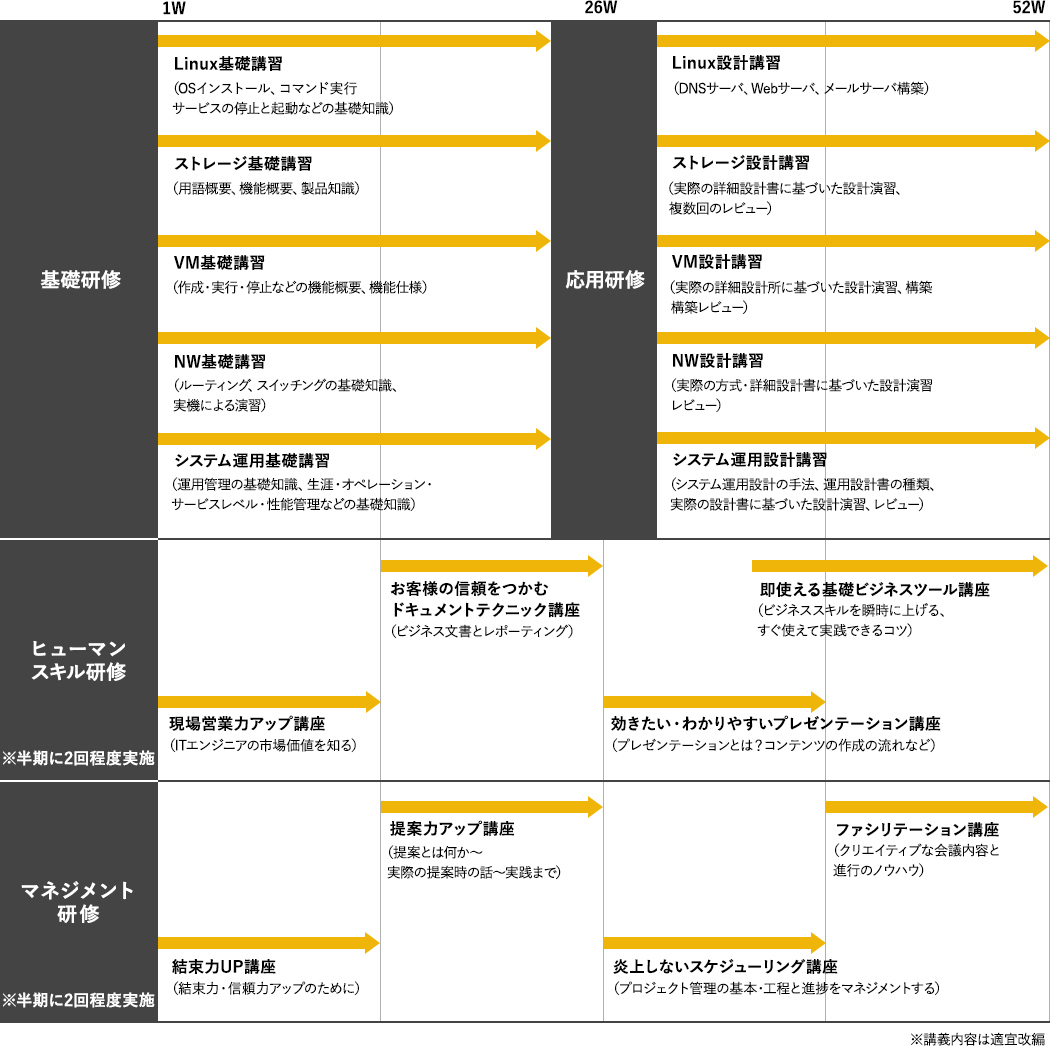 1W
26W
52W
基礎研修
Linux基礎講習
（OSインストール、コマンド実行
サービスの停止と起動などの基礎知識）
ストレージ基礎講習
（用語概要、機能概要、製品知識）
VM基礎講習
（作成・実行・停止などの機能概要、機能仕様）
NW基礎講習
（ルーティング、スイッチングの基礎知識、
実機による演習）
システム運用基礎講習
（運用管理の基礎知識、生涯・オペレーション・
サービスレベル・性能管理などの基礎知識）
応用研修
Linux設計講習
（DNSサーバ、Webサーバ、メールサーバ構築）
ストレージ設計講習
（実際の詳細設計書に基づいた設計演習、
複数回のレビュー）
VM設計講習
（実際の詳細設計所に基づいた設計演習、構築
構築レビュー）
NW設計講習
（実際の方式・詳細設計書に基づいた設計演習
レビュー）
システム運用設計講習
（システム運用設計の手法、運用設計書の種類、
実際の設計書に基づいた設計演習、レビュー）
ヒューマン
スキル研修
※半期に2回程度実施
お客様の信頼をつかむ
ドキュメントテクニック講座
（ビジネス文書とレポーティング）
即使える基礎ビジネスツール講座
（ビジネススキルを瞬時に上げる、
すぐ使えて実践できるコツ）
現場営業力アップ講座
（ITエンジニアの市場価値を知る）
効きたい・わかりやすいプレゼンテーション講座
（プレゼンテーションとは？コンテンツの作成の流れなど）
マネジメント
研修
※半期に2回程度実施
提案力アップ講座
（提案とは何か～
実際の提案時の話～実践まで）
ファシリテーション講座
（クリエイティブな会議内容と
進行のノウハウ）
結束力UP講座
（結束力・信頼力アップのために）
炎上しないスケジューリング講座
（プロジェクト管理の基本・工程と進捗をマネジメントする）
※講義内容は適宜改編